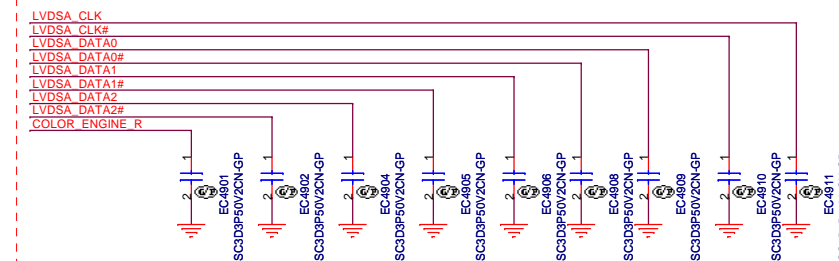 LVDSA_CLK
LVDSA_CLK#
LVDSA_DATA0
LVDSA_DATA0#
LVDSA_DATA1
LVDSA_DATA1#
LVDSA_DATA2
LVDSA_DATA2#
COLOR_ENGINE_R
1
2
EC4901
SC3D3P50V2CN-GP
1
2
EC4902
SC3D3P50V2CN-GP
1
2
EC4904
SC3D3P50V2CN-GP
1
2
EC4905
SC3D3P50V2CN-GP
1
2
EC4906
SC3D3P50V2CN-GP
1
2
EC4908
SC3D3P50V2CN-GP
1
2
EC4909
SC3D3P50V2CN-GP
1
2
EC4910
SC3D3P50V2CN-GP
1
2
EC4911